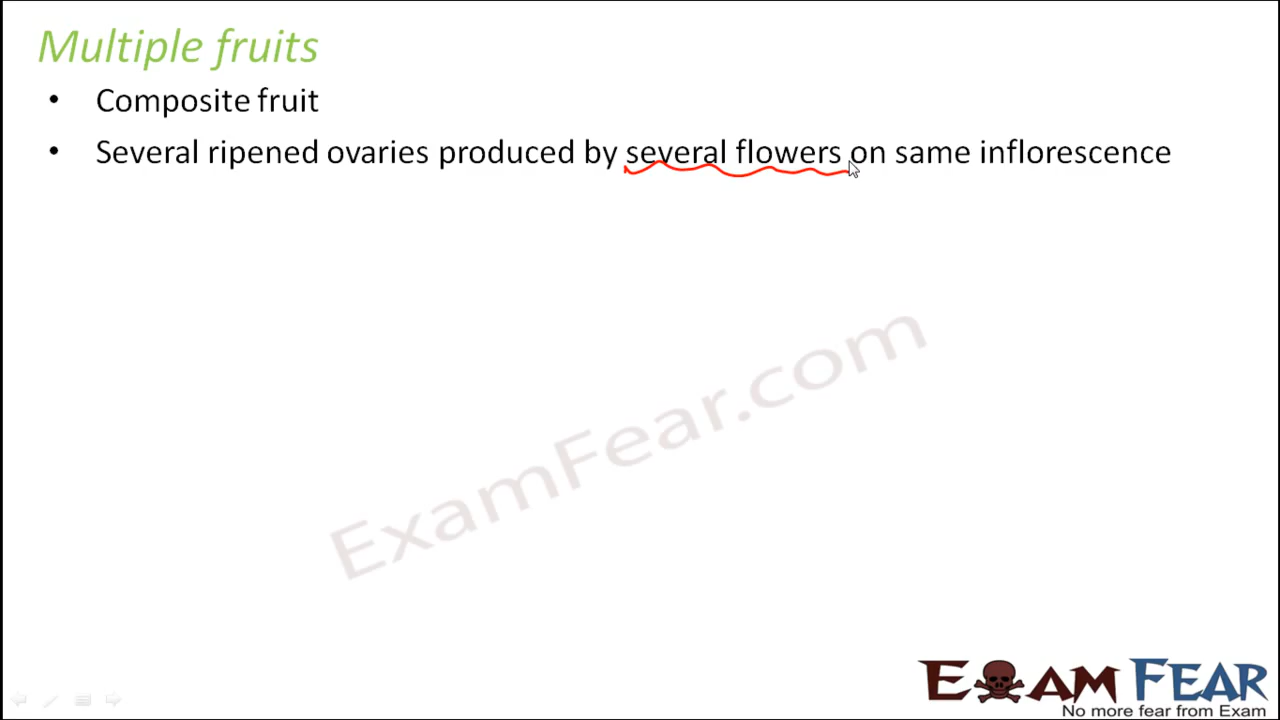 Multiple fruits
• Composite fruit
• Several ripened ovaries produced by several flowers on same inflorescence
ExamFear.com
EXAM FEAR
No more fear from Exam